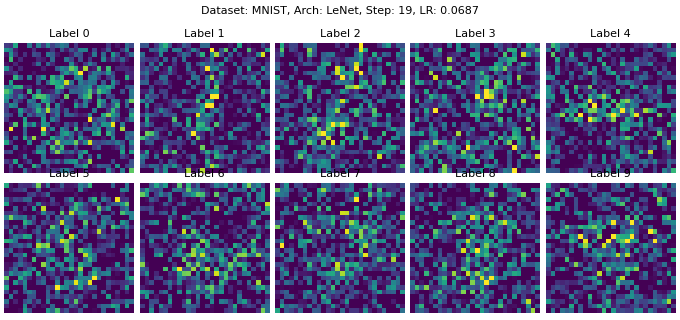 Dataset: MNIST, Arch: LeNet, Step: 19, LR: 0.0687
Label 0 Label 1 Label 2 Label 3 Label 4
Label 5 Label 6 Label 7 Label 8 Label 9